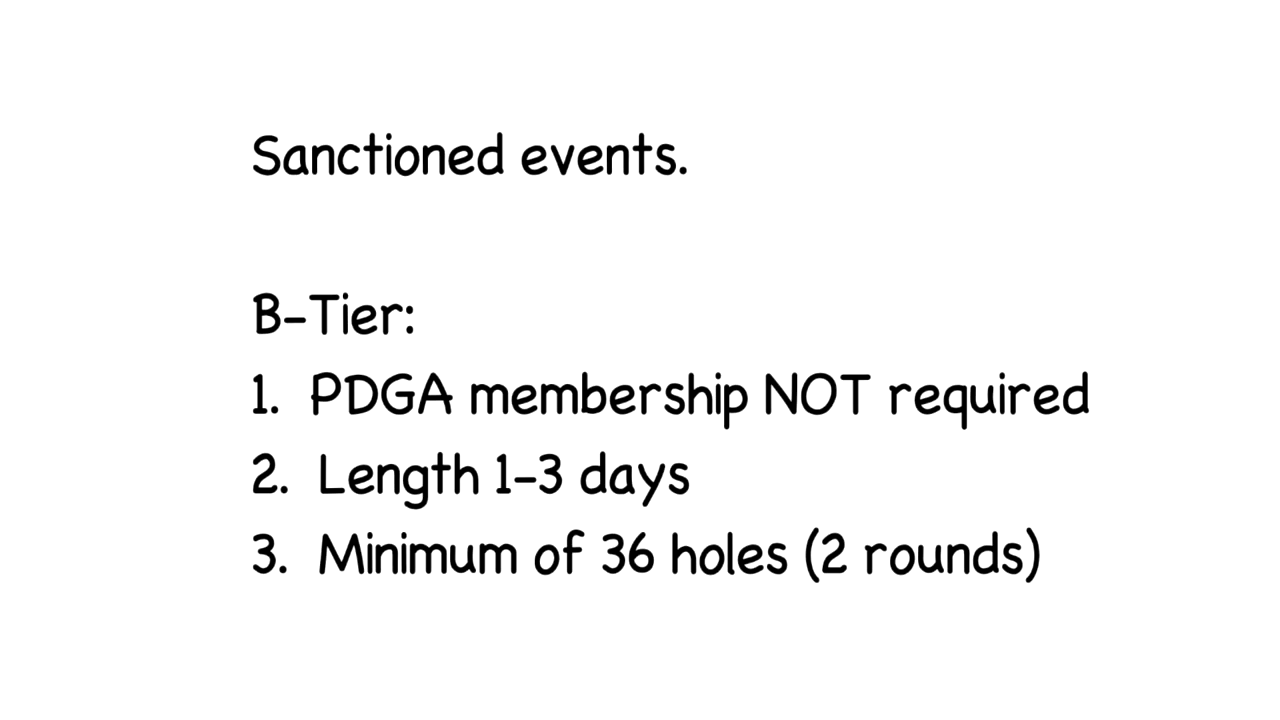 Sanctioned events.
B-Tier:
1. PDGA membership NOT required
2. Length 1-3 days
3. Minimum of 36 holes (2 rounds)